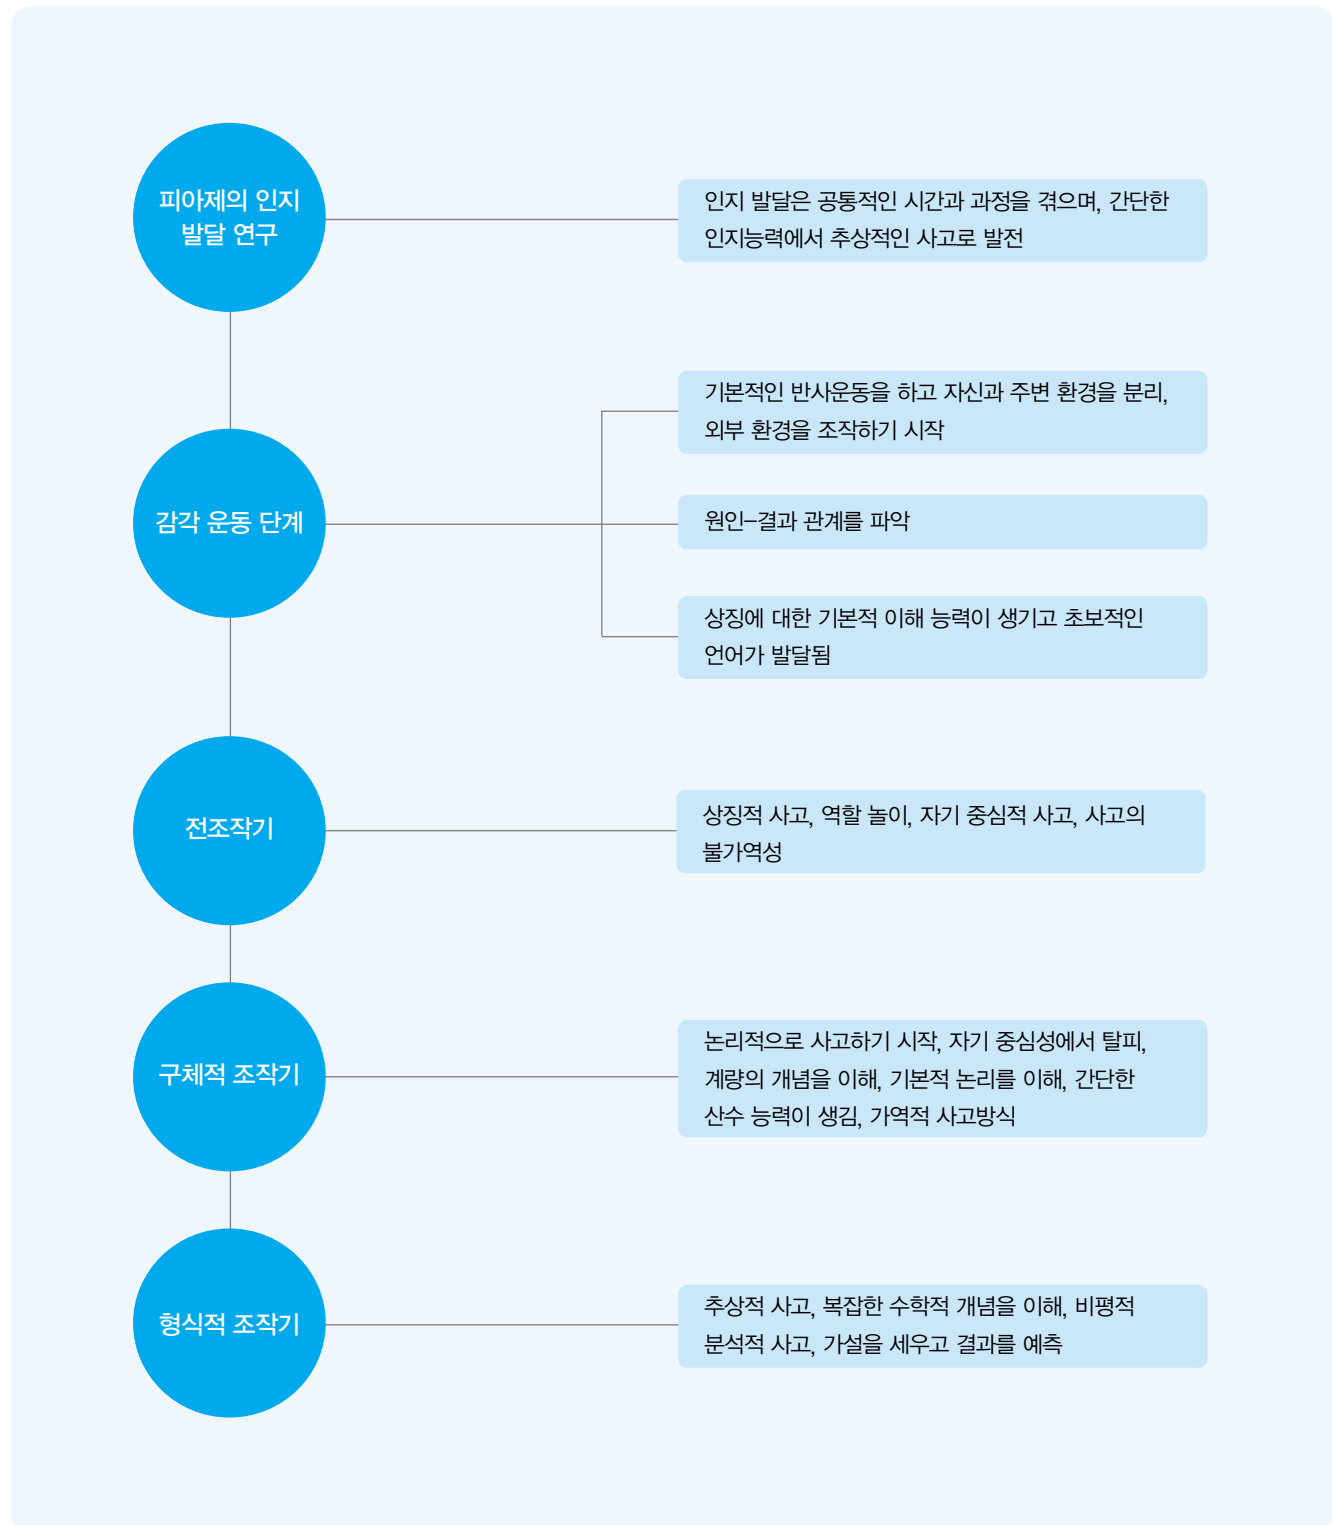 피아제의 인지
발달 연구
인지 발달은 공통적인 시간과 과정을 겪으며, 간단한
인지능력에서 추상적인 사고로 발전
기본적인 반사운동을 하고 자신과 주변 환경을 분리,
외부 환경을 조작하기 시작
감각 운동 단계
원인-결과 관계를 파악
상징에 대한 기본적 이해 능력이 생기고 초보적인
언어가 발달됨
전조작기
상징적 사고, 역할 놀이, 자기 중심적 사고, 사고의
불가역성
구체적 조작기
논리적으로 사고하기 시작, 자기 중심성에서 탈피,
계량의 개념을 이해, 기본적 논리를 이해, 간단한
산수 능력이 생김, 가역적 사고방식
형식적 조작기
추상적 사고, 복잡한 수학적 개념을 이해, 비평적
분석적 사고, 가설을 세우고 결과를 예측